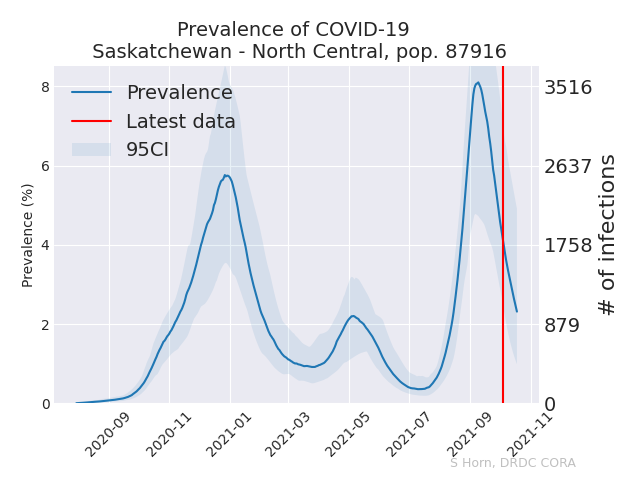 Prevalence of COVID-19
Saskatchewan - North Central, pop. 87916
Prevalence
Latest data
95CI
Prevalence (%)
8
6
4
2
0
3516
2637
1758
879
0
# of infections
2020-09
2020-11
2021-01
2021-03
2021-05
2021-07
2021-09
2021-11
S Horn, DRDC CORA